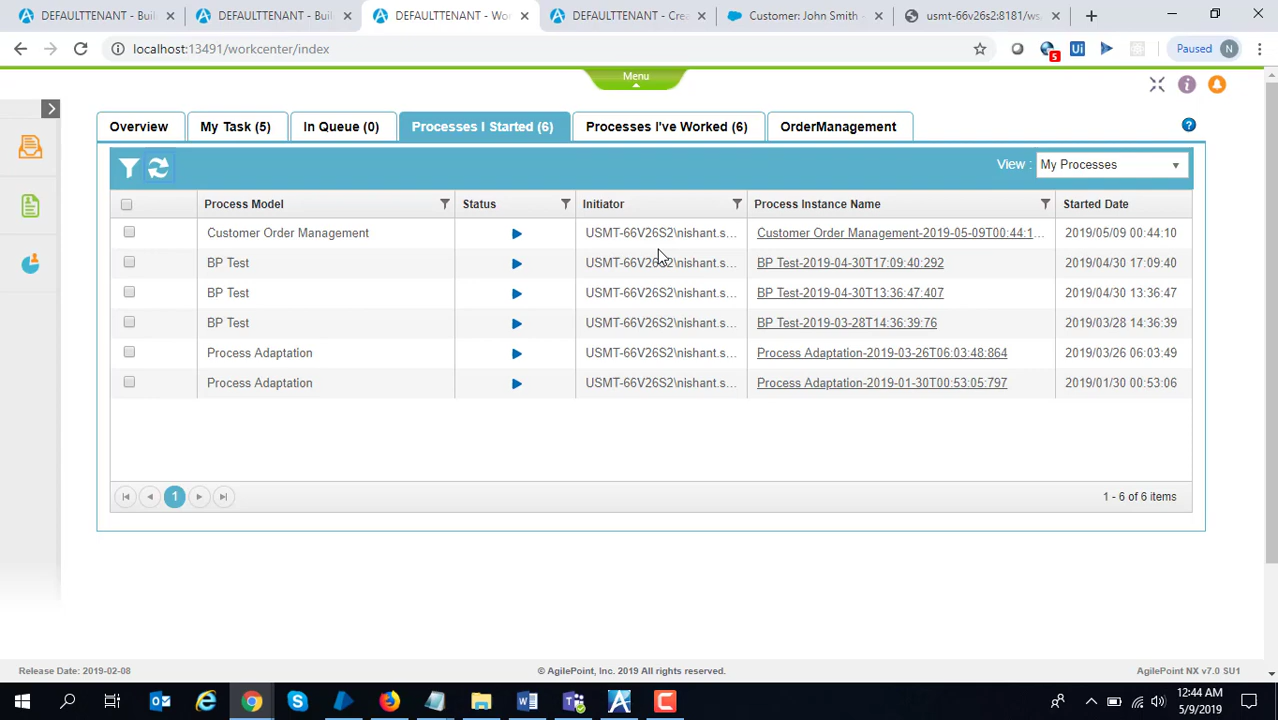 DEFAULTTENANT - Buil
DEFAULTTENANT - Buil
DEFAULTTENANT - Wo
DEFAULTTENANT - Crea
Customer: John Smith
usmt-66v26s2:8181/ws
localhost:13491/workcenter/index
5
Ui
Paused
N
Menu
Overview
My Task (5)
In Queue (0)
Processes I Started (6)
Processes I've Worked (6)
OrderManagement
View :
My Processes
Process Model Status Initiator Process Instance Name Started Date
Customer Order Management USMT-66V26S2\nishant.s... Customer Order Management-2019-05-09T00:44:1... 2019/05/09 00:44:10
BP Test USMT-66V26S2\nishant.s... BP Test-2019-04-30T17:09:40:292 2019/04/30 17:09:40
BP Test USMT-66V26S2\nishant.s... BP Test-2019-04-30T13:36:47:407 2019/04/30 13:36:47
BP Test USMT-66V26S2\nishant.s... BP Test-2019-03-28T14:36:39:76 2019/03/28 14:36:39
Process Adaptation USMT-66V26S2\nishant.s... Process Adaptation-2019-03-26T06:03:48:864 2019/03/26 06:03:49
Process Adaptation USMT-66V26S2\nishant.s... Process Adaptation-2019-01-30T00:53:05:797 2019/01/30 00:53:06
1
1 - 6 of 6 items
Release Date: 2019-02-08
© AgilePoint, Inc. 2019 All rights reserved.
AgilePoint NX v7.0 SU1
12:44 AM
5/9/2019